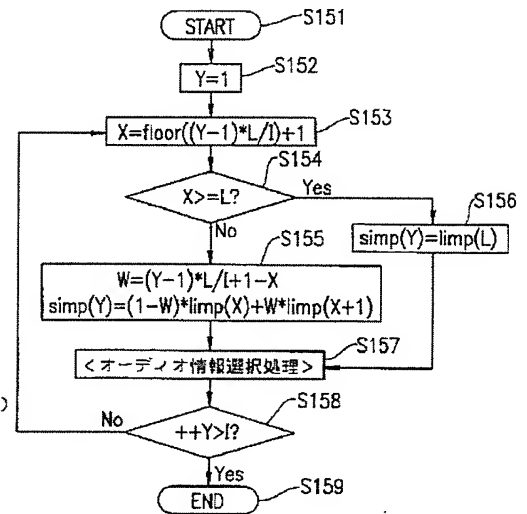 START
S151
Y=1
S152
X=floor((Y-1)*L/I)+1
S153
X>=L?
S154
Yes
No
simp(Y)=limp(L)
S156
W=(Y-1)*L/I+1-X
simp(Y)=(1-W)*limp(X)+W*limp(X+1)
S155
<オーディオ情報選択処理>
S157
++Y>I?
S158
No
Yes
END
S159